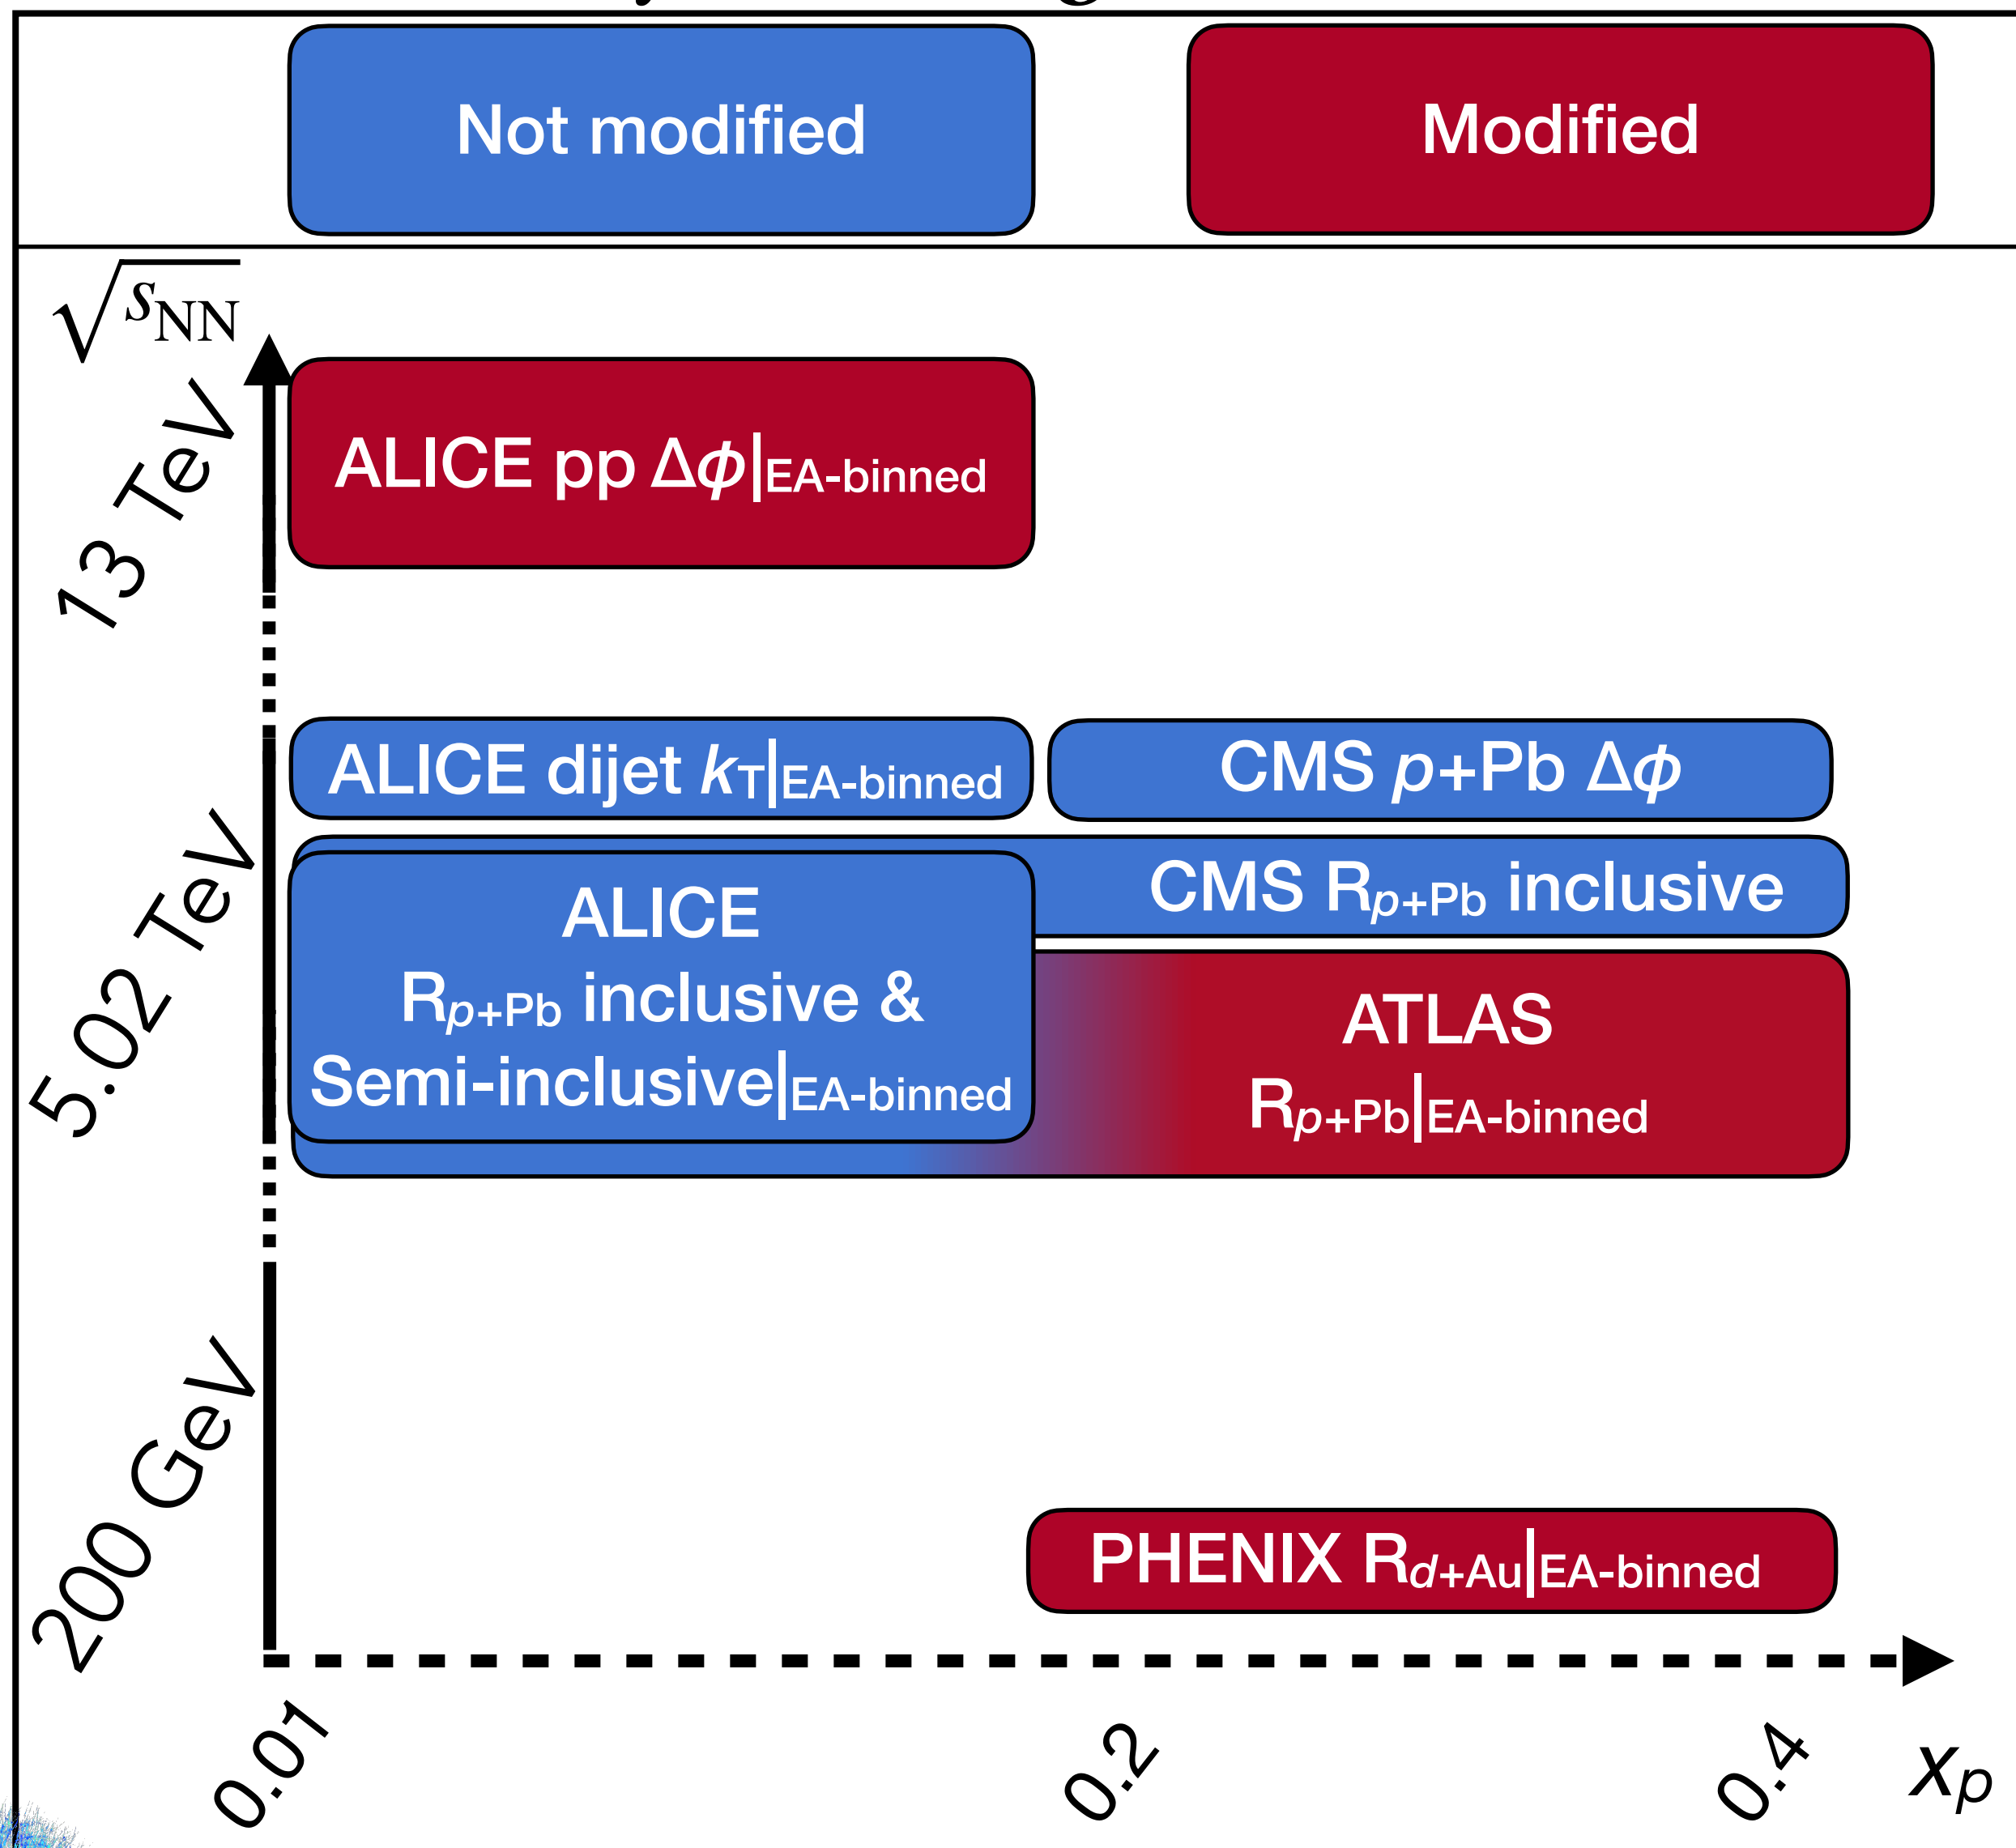 Not modified
Modified
√sNN
13 TeV
ALICE pp Δϕ|EA-binned
ALICE dijet kT|EA-binned
CMS p+Pb Δϕ
5.02 TeV
CMS Rp+Pb inclusive
ALICE
Rp+Pb inclusive &
Semi-inclusive|EA-binned
ATLAS
Rp+Pb|EA-binned
200 GeV
PHENIX Rd+Au|EA-binned
0.01
0.2
0.4
xp